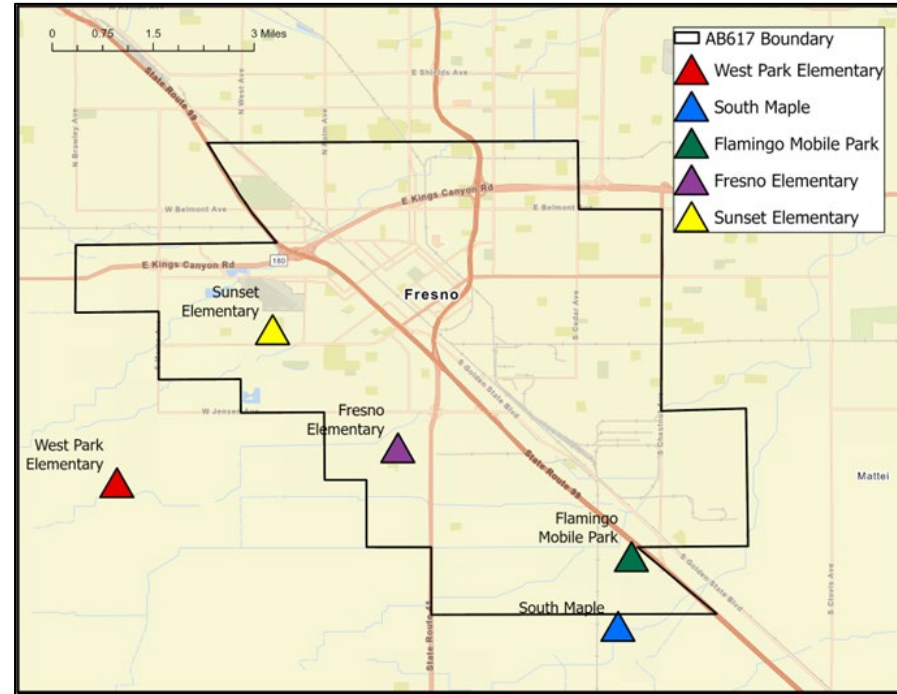 0 0.75 1.5 3 Miles
AB617 Boundary
West Park Elementary
South Maple
Flamingo Mobile Park
Fresno Elementary
Sunset Elementary
State Route 99
N West Ave
N Palm Ave
N Brawley Ave
E Shields Ave
W Belmont Ave
E Kings Canyon Rd
E Belmont Ave
E Kings Canyon Rd
180
Sunset
Elementary
Fresno
S Cedar Ave
S Golden State Blvd
W Jensen Ave
Fresno
Elementary
S Chestnut Ave
West Park
Elementary
State Route 99
Mattei
Flamingo
Mobile Park
S Golden State Blvd
South Maple
State Route 41
S Clovis Ave